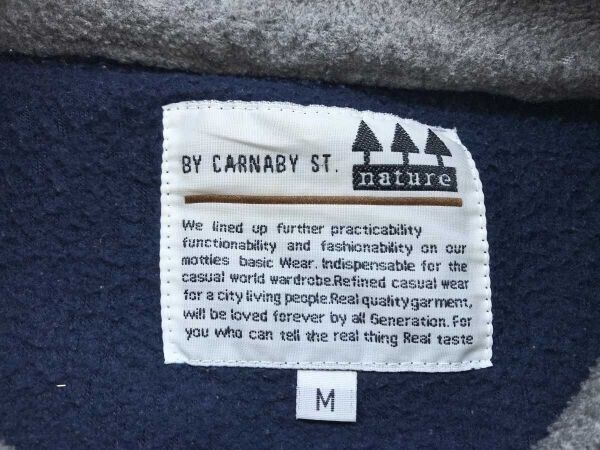 BY CARNABY ST.
nature
We lined up further practicability
functionability and fashionability on our
mottles basic Wear. Indispensable for the
casual world wardrobe.Refined casual wear
for a city living people.Real quality garment,
will be loved forever by all Generation. For
you who can tell the real thing Real taste
M